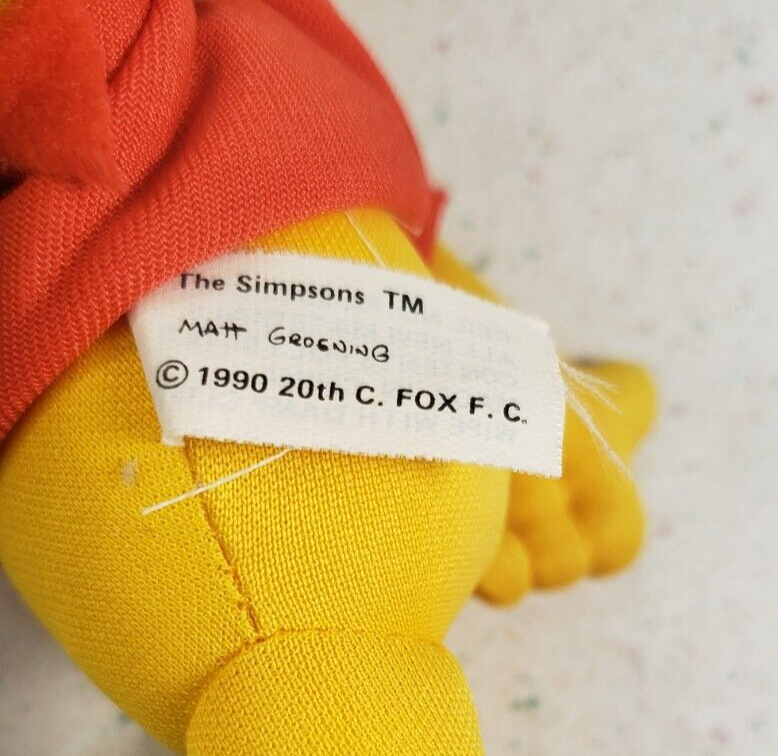 The Simpsons TM
MATT GROENING
© 1990 20th C. FOX F. C.